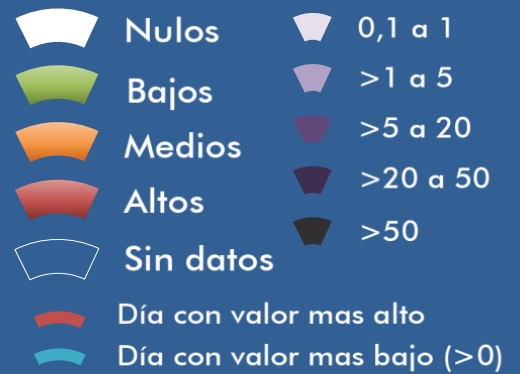 Nulos
Bajos
Medios
Altos
Sin datos
0,1 a 1
>1 a 5
>5 a 20
>20 a 50
>50
Día con valor mas alto
Día con valor mas bajo (>0)